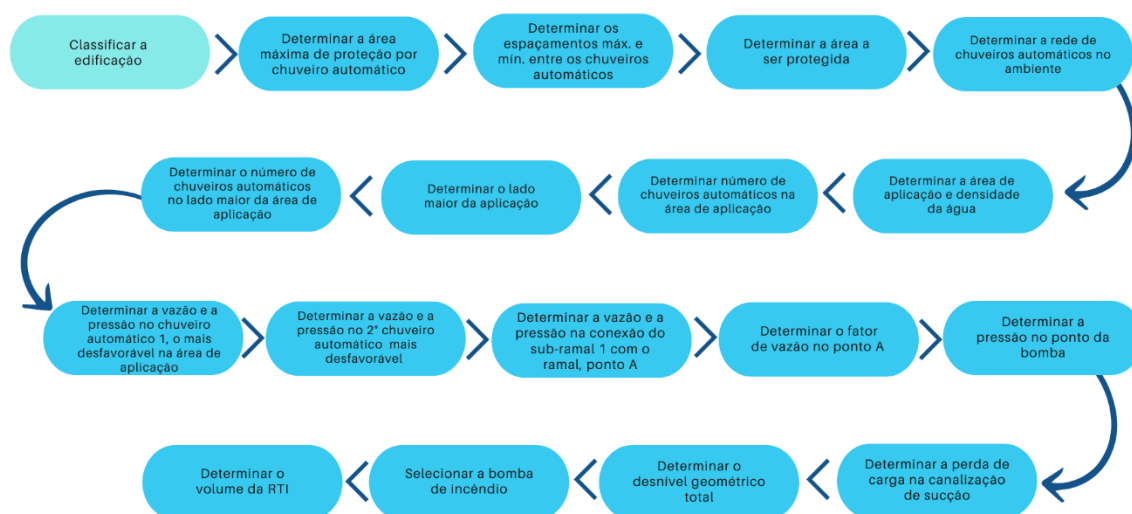 Classificar a
edificação
Determinar a área
máxima de proteção por
chuveiro automático
Determinar os
espaçamentos máx. e
min. entre os chuveiros
automáticos
Determinar a área a
ser protegida
Determinar a rede de
chuveiros automáticos no
ambiente
Determinar a área de
aplicação e densidade
da água
Determinar número de
chuveiros automáticos na
área de aplicação
Determinar o lado
maior da aplicação
Determinar o número de
chuveiros automáticos
no lado maior da área de
aplicação
Determinar a vazão e a
pressão no chuveiro
automático 1, o mais
desfavorável na área de
aplicação
Determinar a vazão e a
pressão no 2° chuveiro
automático mais
desfavorável
Determinar a vazão e a
pressão na conexão do
sub-ramal 1 com o
ramal, ponto A
Determinar o fator
de vazão no ponto A
Determinar a
pressão no ponto da
bomba
Determinar a perda de
carga na canalização
de sucção
Determinar o
desnível geométrico
total
Selecionar a bomba
de incêndio
Determinar o
volume da RTI